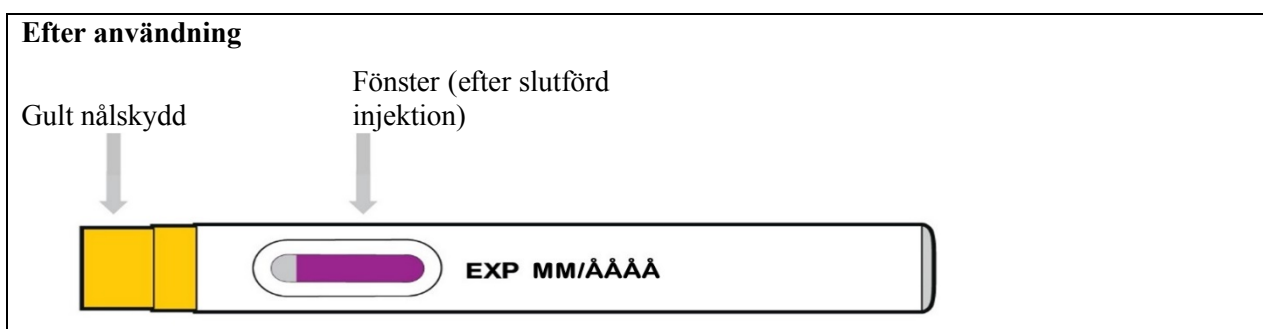 Efter användning
Gult nålskydd
Fönster (efter slutförd
injektion)
EXP MM/ÅÅÅÅ